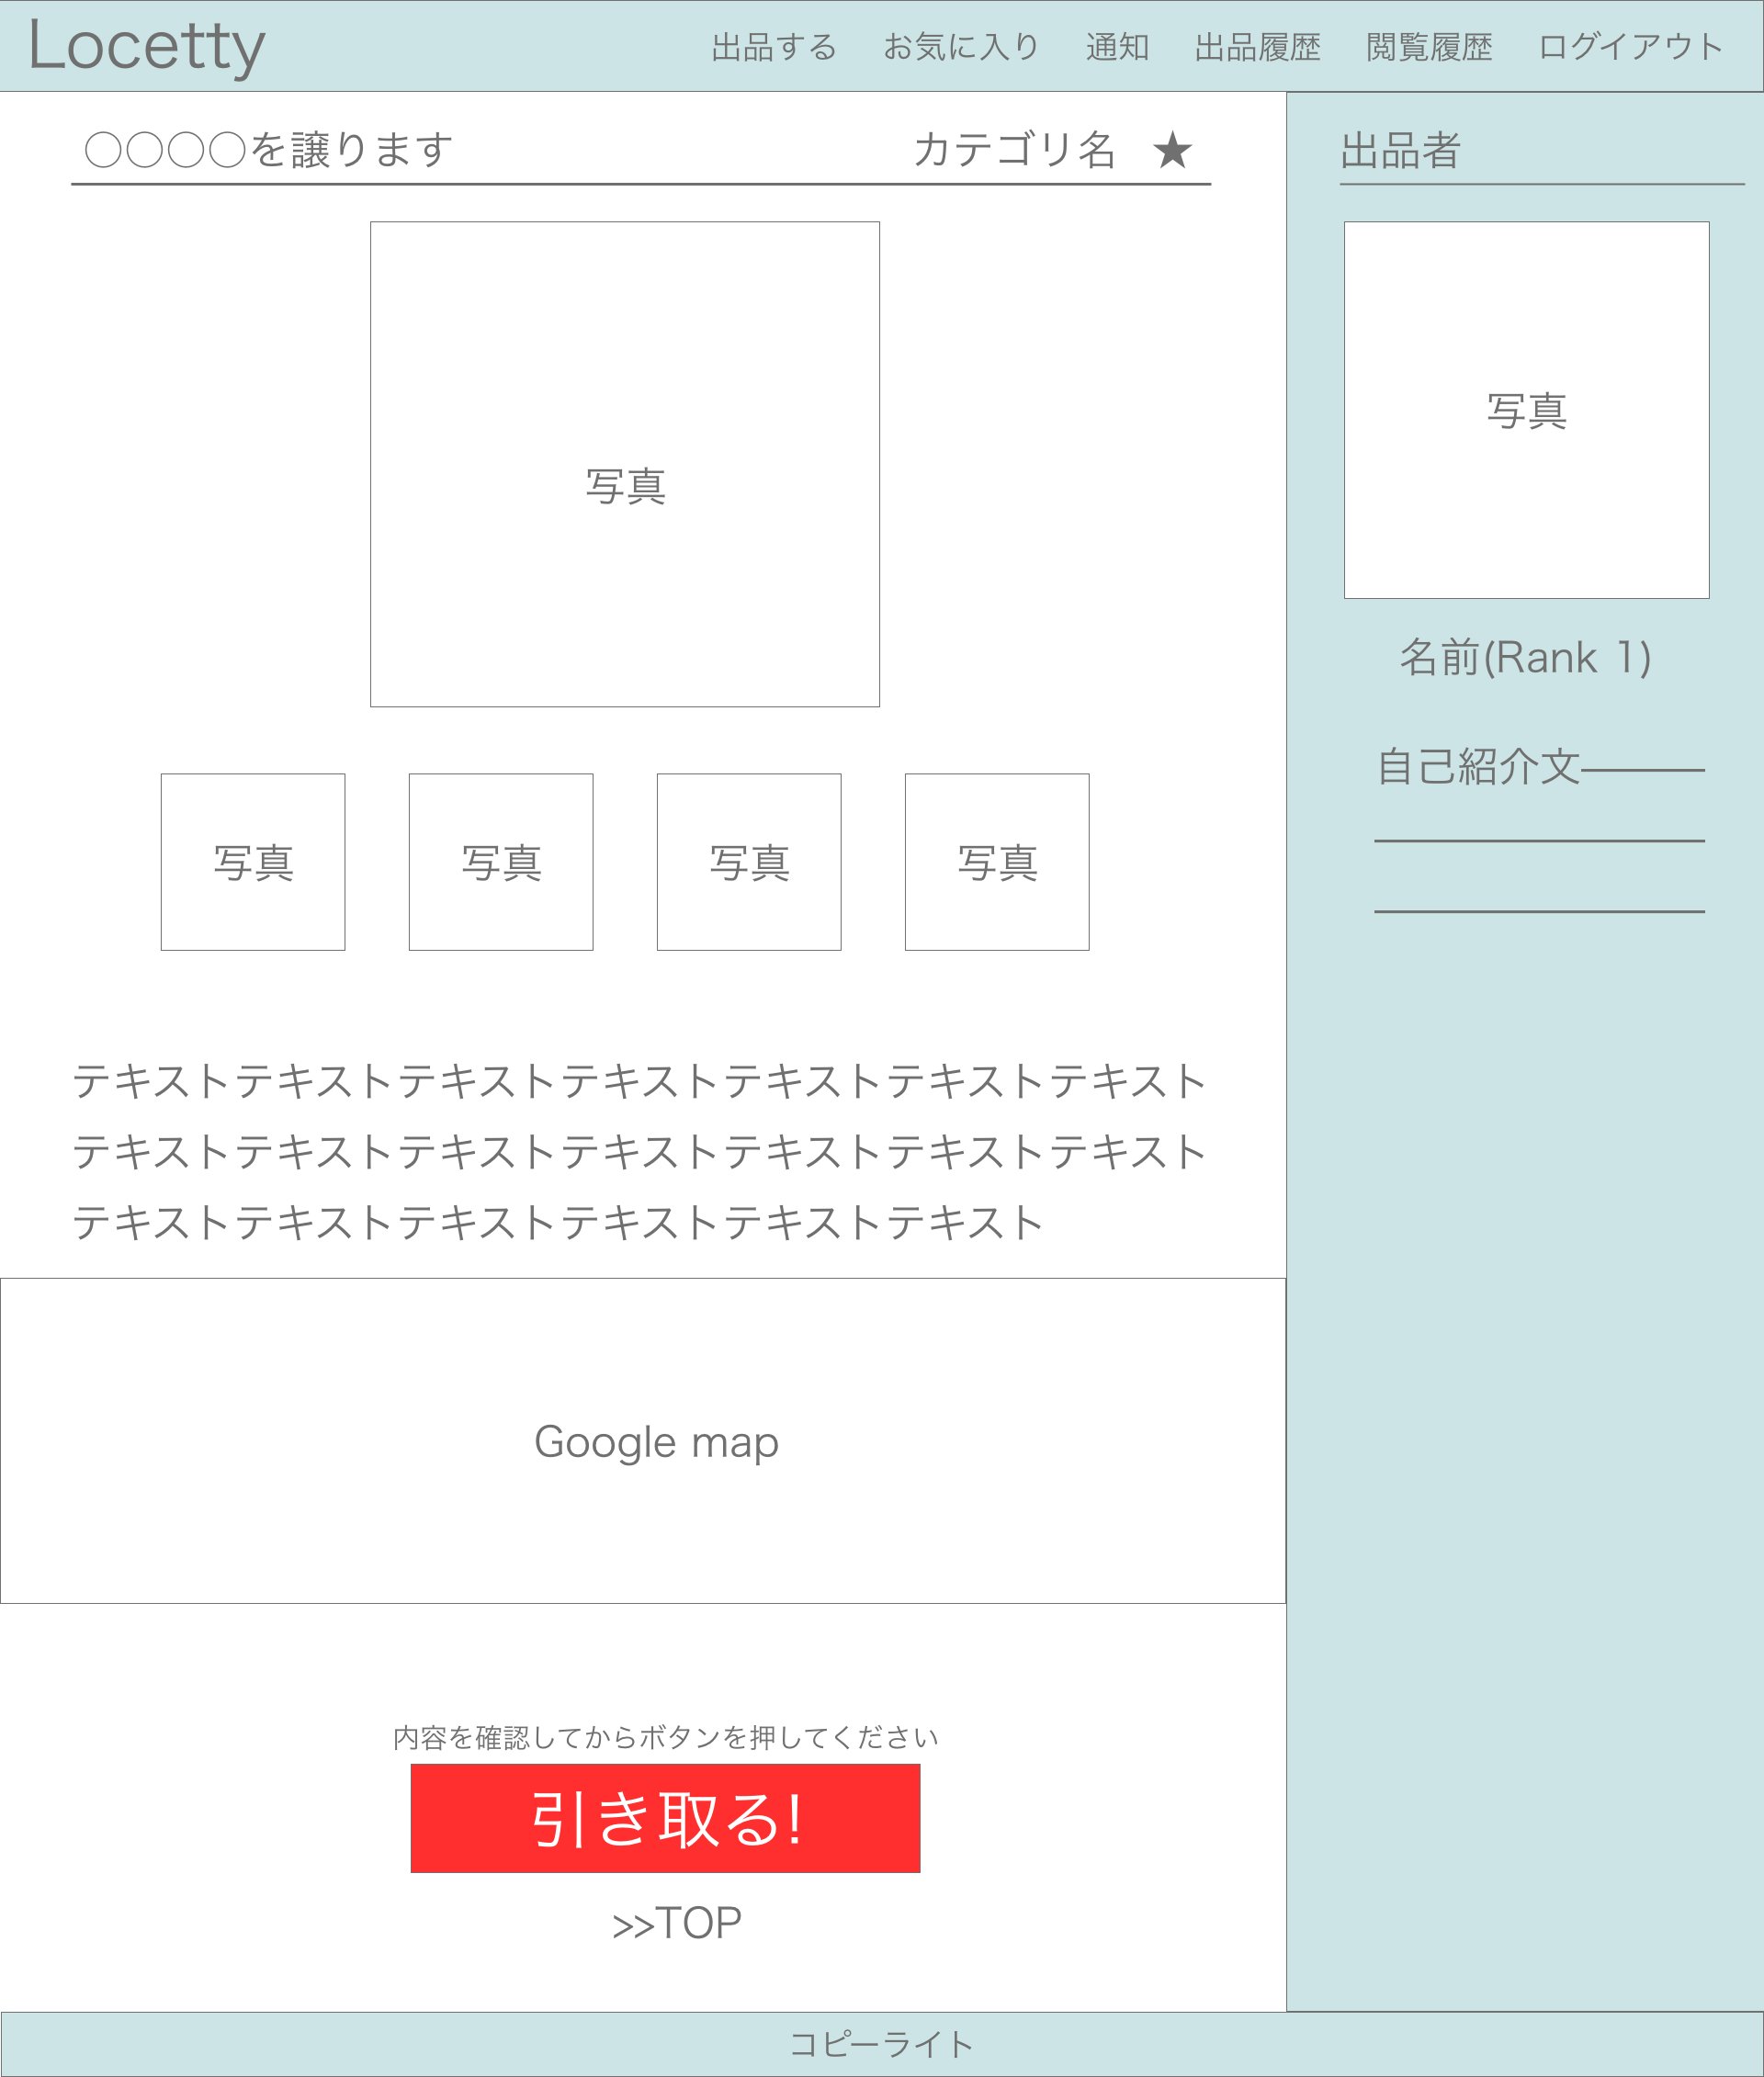 Locetty
出品する お気に入り 通知 出品履歴 閲覧履歴 ログイアウト
〇〇〇〇を譲ります カテゴリ名 ★
写真
写真 写真 写真 写真
テキストテキストテキストテキストテキストテキストテキスト
テキストテキストテキストテキストテキストテキストテキスト
テキストテキストテキストテキストテキストテキスト
Google map
内容を確認してからボタンを押してください
引き取る!
>>TOP
出品者
写真
名前(Rank 1)
自己紹介文
コピーライト